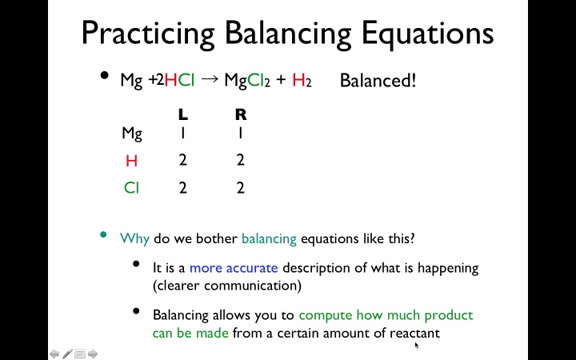 Practicing Balancing Equations
• Mg +2HCl → MgCl₂ + H₂ Balanced!
L R
Mg 1 1
H 2 2
Cl 2 2
• Why do we bother balancing equations like this?
• It is a more accurate description of what is happening
(clearer communication)
• Balancing allows you to compute how much product
can be made from a certain amount of reactant